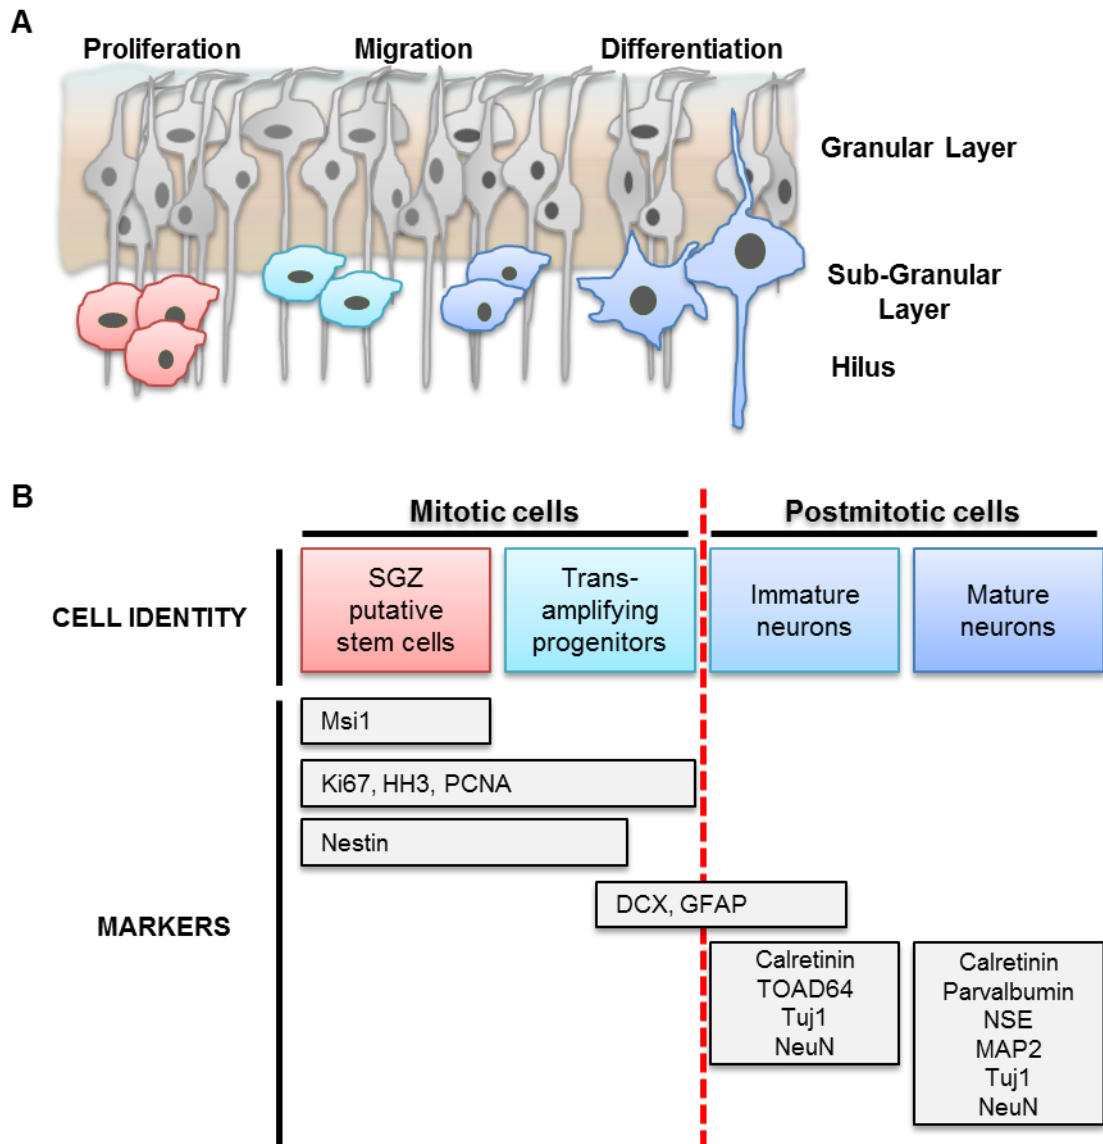 A
Proliferation
Migration
Differentiation
Granular Layer
Sub-Granular
Layer
Hilus
B
Mitotic cells
Postmitotic cells
CELL IDENTITY
SGZ
putative
stem cells
Trans-
amplifying
progenitors
Immature
neurons
Mature
neurons
MARKERS
Msi1
Ki67, HH3, PCNA
Nestin
DCX, GFAP
Calretinin
TOAD64
Tuj1
NeuN
Calretinin
Parvalbumin
NSE
MAP2
Tuj1
NeuN